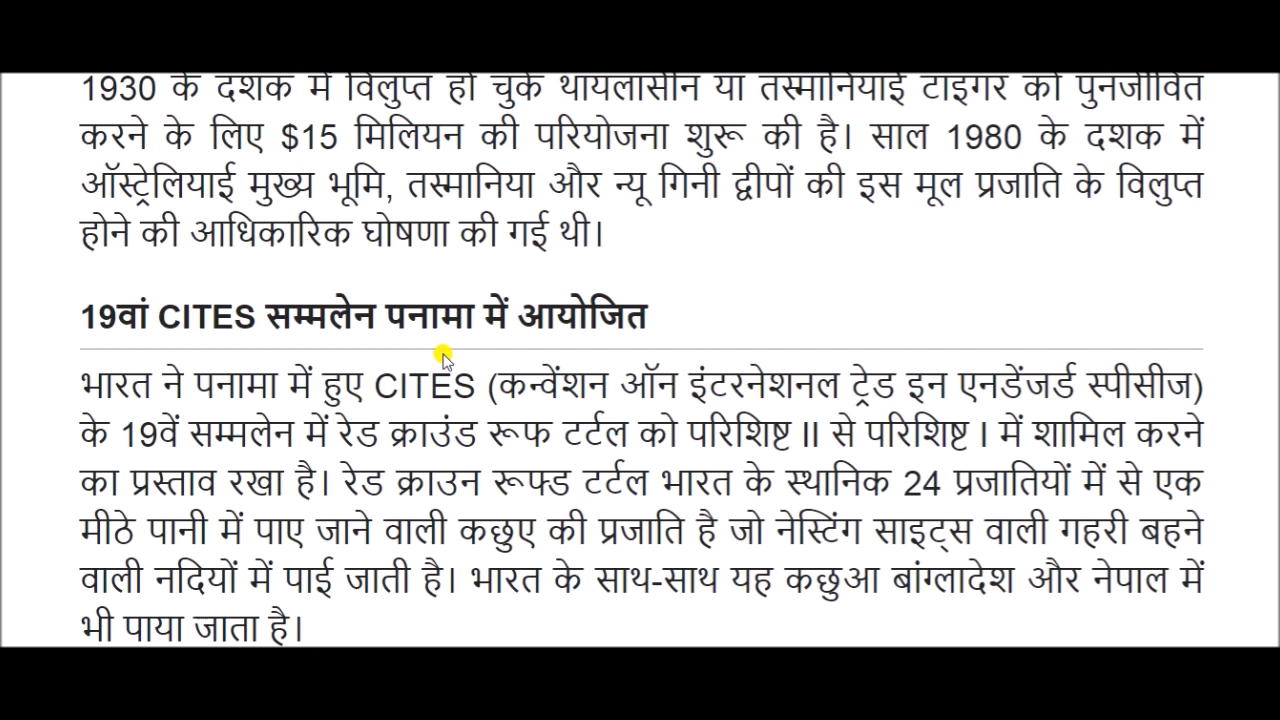 1930 के दशक में विलुप्त हो चुके थायलासीन या तस्मानियाई टाइगर को पुनर्जीवित
करने के लिए $15 मिलियन की परियोजना शुरू की है। साल 1980 के दशक में
ऑस्ट्रेलियाई मुख्य भूमि, तस्मानिया और न्यू गिनी द्वीपों की इस मूल प्रजाति के विलुप्त
होने की आधिकारिक घोषणा की गई थी।
19वां CITES सम्मलेन पनामा में आयोजित
भारत ने पनामा में हुए CITES (कन्वेंशन ऑन इंटरनेशनल ट्रेड इन एनडेंजर्ड स्पीसीज)
के 19वें सम्मलेन में रेड क्राउंड रूफ टर्टल को परिशिष्ट II से परिशिष्ट I में शामिल करने
का प्रस्ताव रखा है। रेड क्राउन रूफ्ड टर्टल भारत के स्थानिक 24 प्रजातियों में से एक
मीठे पानी में पाए जाने वाली कछुए की प्रजाति है जो नेस्टिंग साइट्स वाली गहरी बहने
वाली नदियों में पाई जाती है। भारत के साथ-साथ यह कछुआ बांग्लादेश और नेपाल में
भी पाया जाता है।